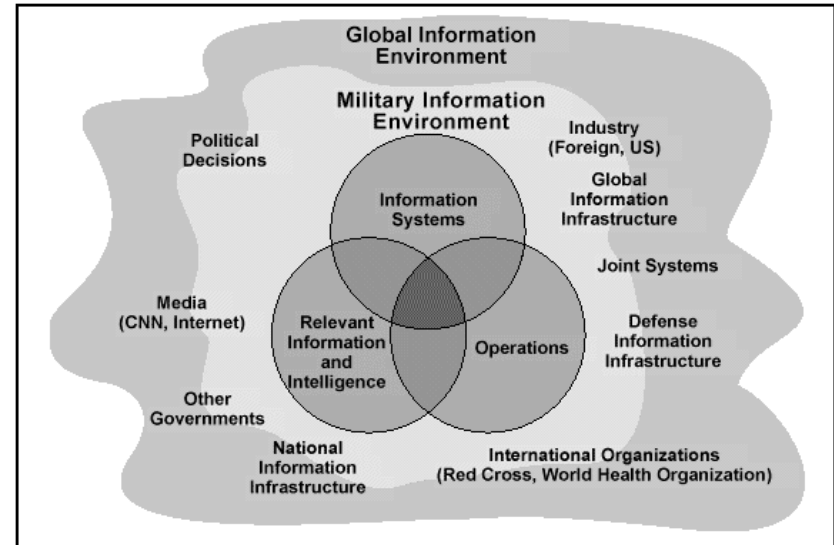 Global Information
Environment
Military Information
Environment
Political
Decisions
Industry
(Foreign, US)
Global
Information
Infrastructure
Information
Systems
Joint Systems
Media
(CNN, Internet)
Relevant
Information
and
Intelligence
Operations
Defense
Information
Infrastructure
Other
Governments
National
Information
Infrastructure
International Organizations
(Red Cross, World Health Organization)